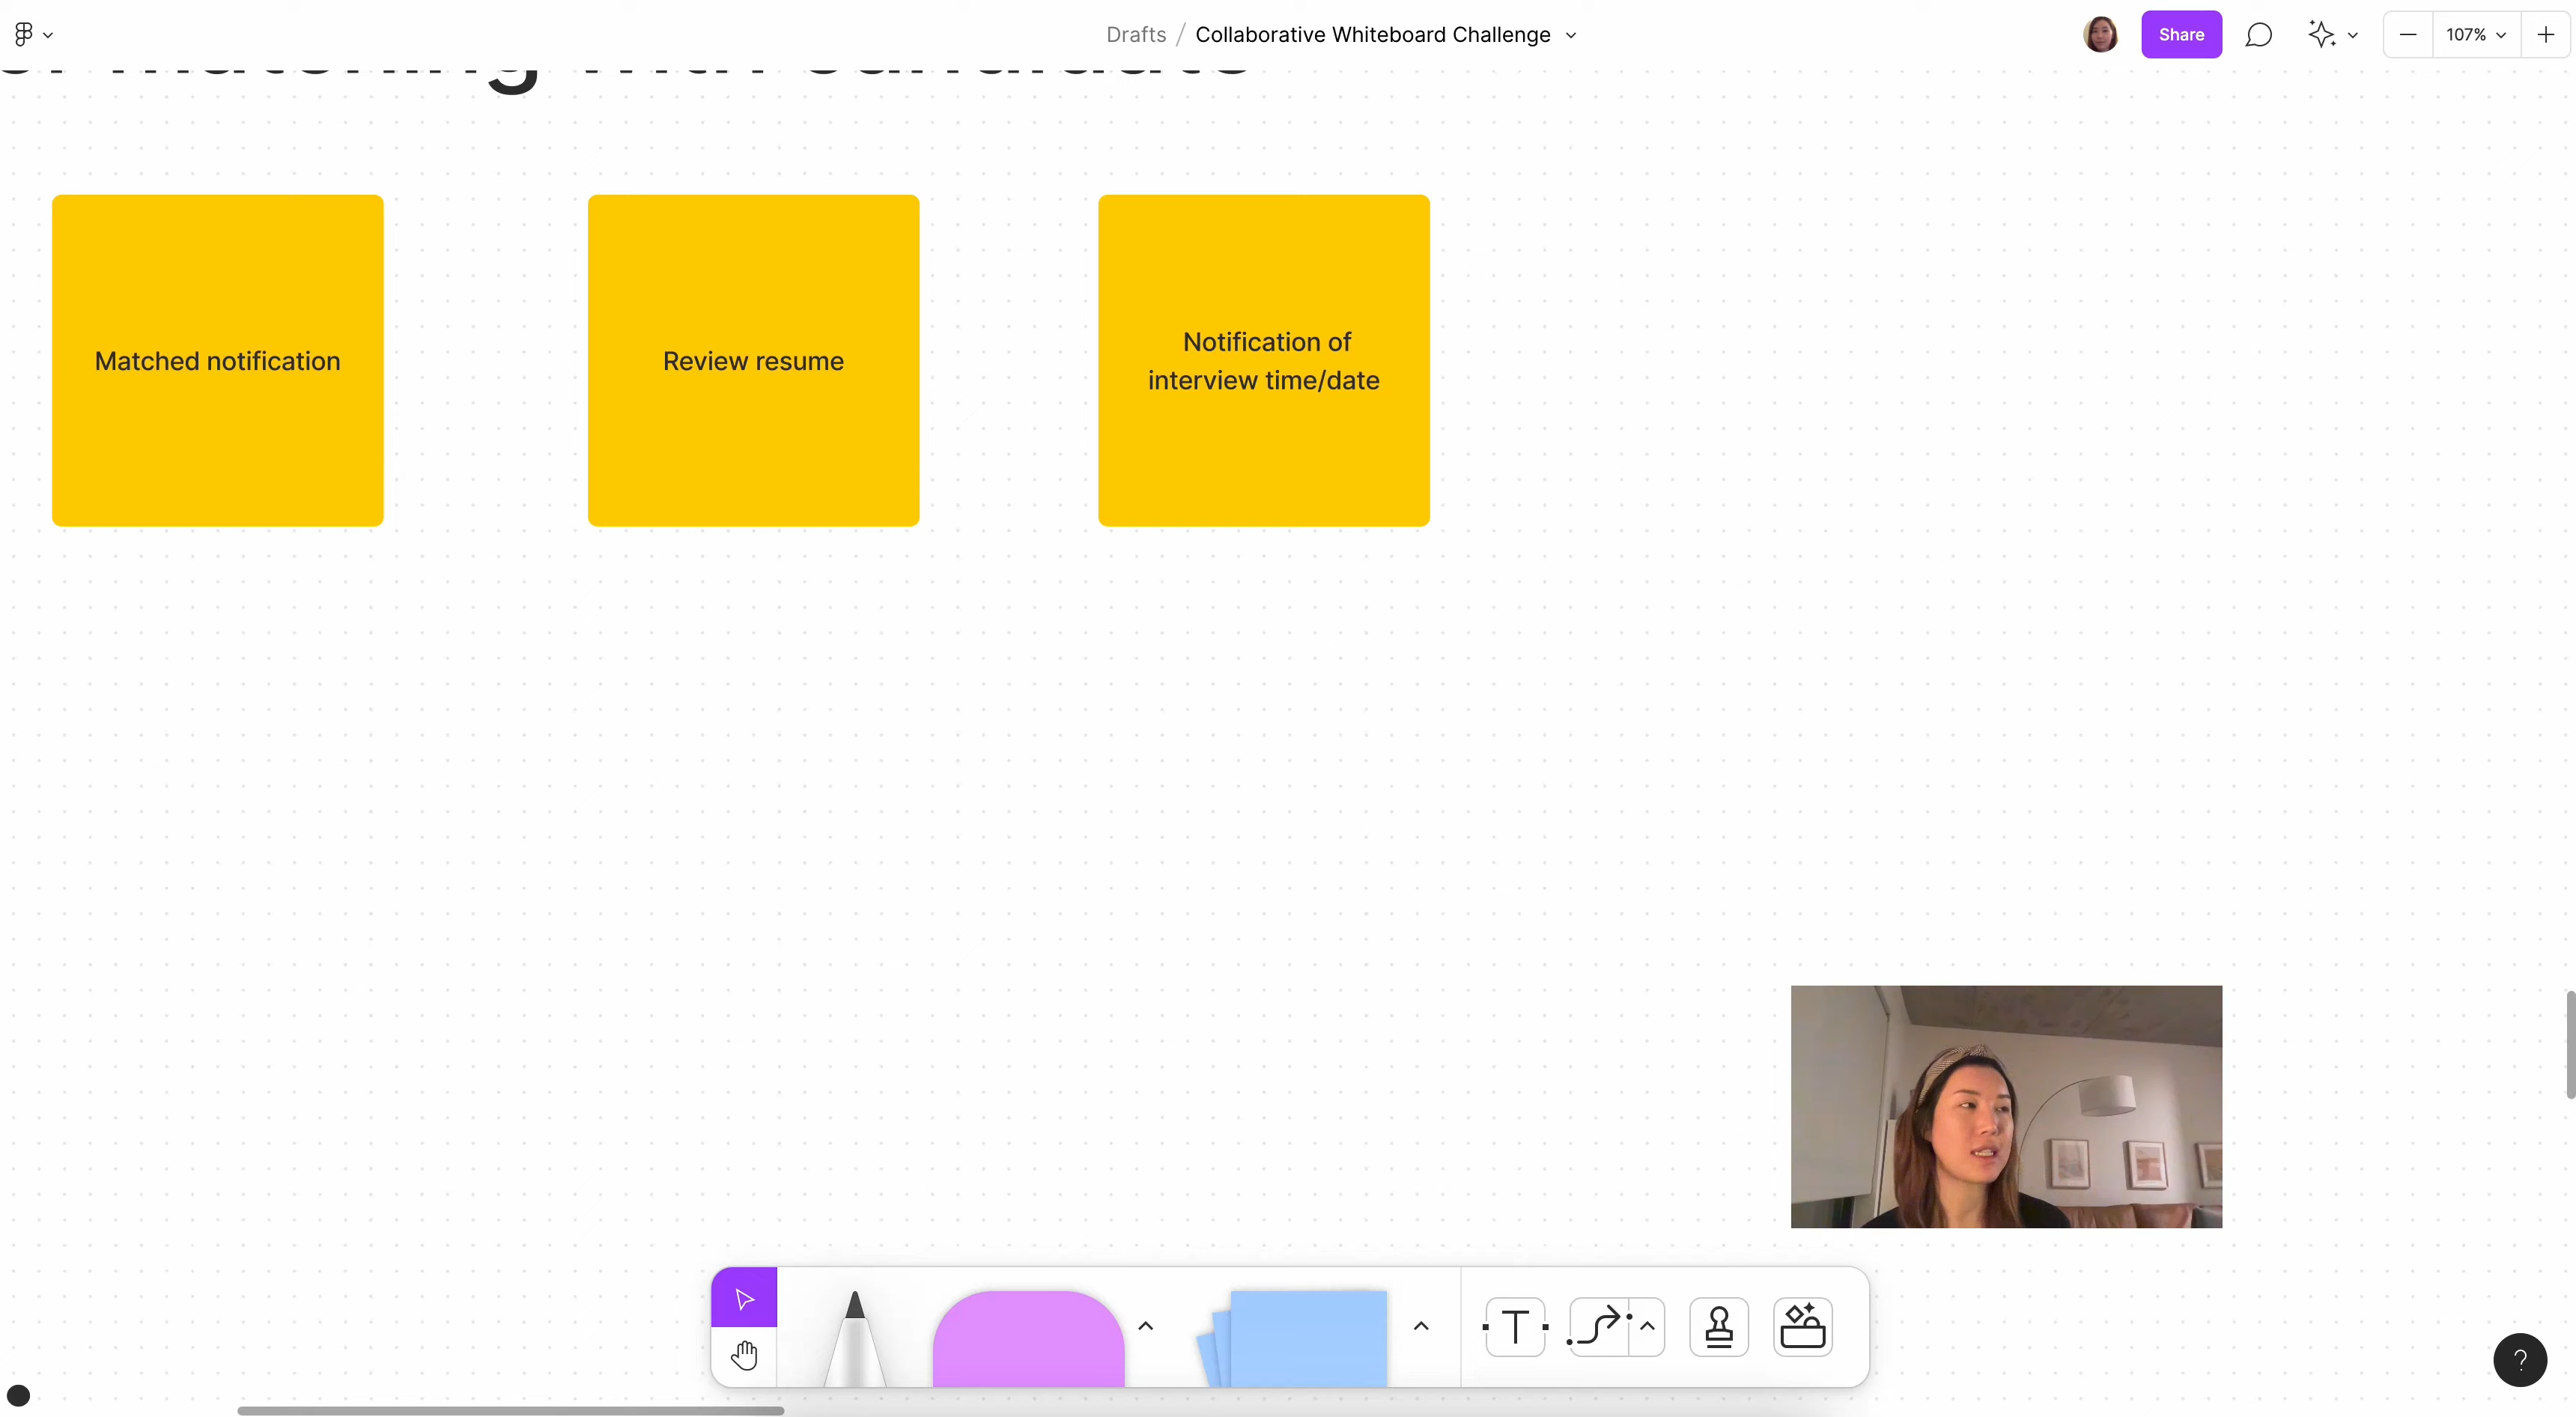 Drafts / Collaborative Whiteboard Challenge
Share
107%
Matched notification
Review resume
Notification of
interview time/date
T
?